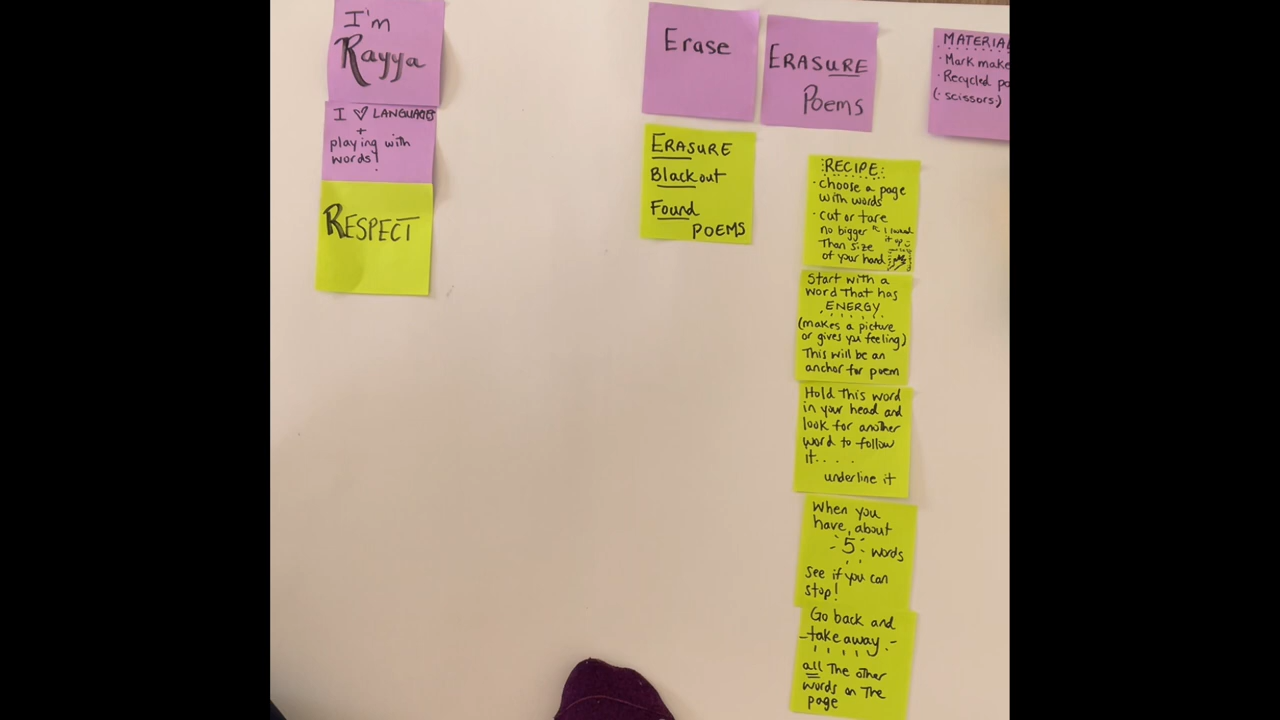 I'm
Rayya
I ♡ LANGUAGE
+
playing with
words!
RESPECT
Erase
ERASURE
Poems
ERASURE
Blackout
Found
POEMS
MATERIA
· Mark make
· Recycled pa
(· scissors·)
RECIPE:
· choose a page
with words
· cut or tare
no bigger
Than size
of your hand
Start with a
word That has
ENERGY
(makes a picture
or gives you feeling)
This will be an
anchor for poem
Hold This word
in your head and
look for another
word to follow
it. . . .
underline it
When you
have, about
5 words
see if you can
stop!
Go back and
- take away -
all The other
words on The
page